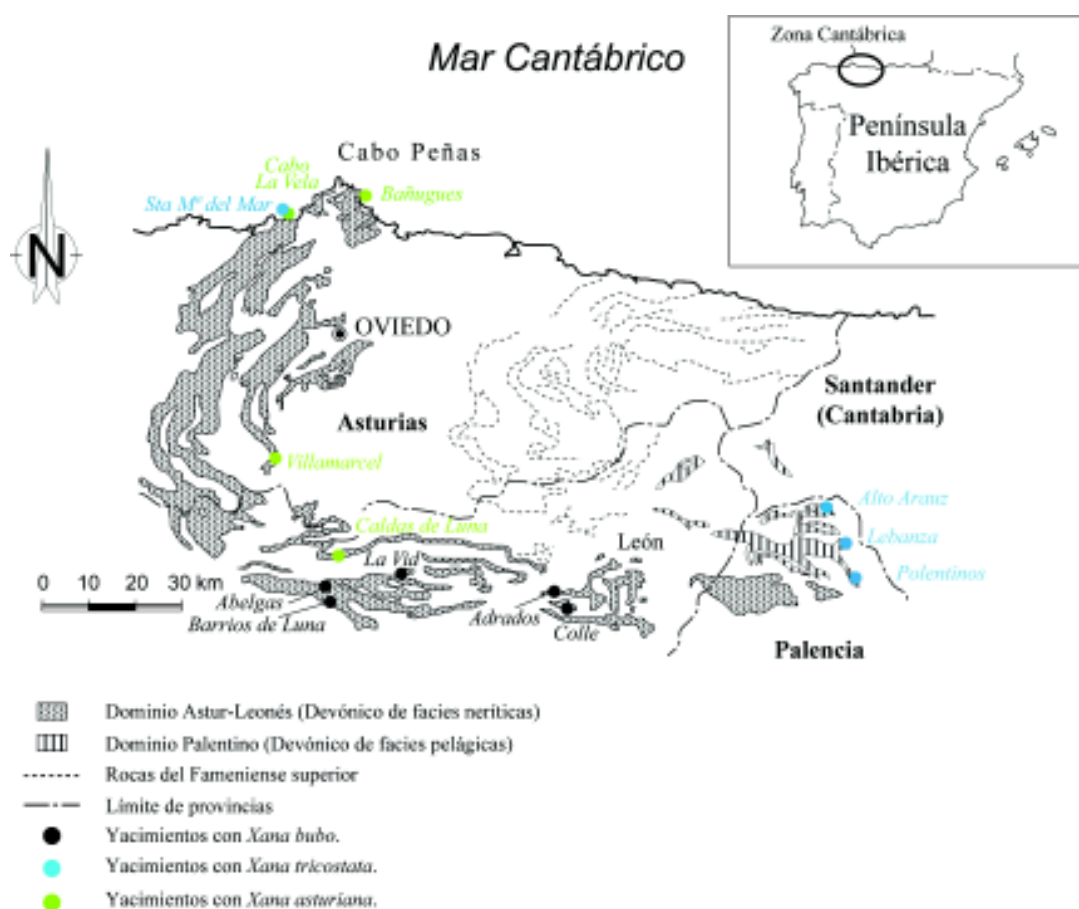 Mar Cantábrico
Zona Cantábrica
Península
Ibérica
Cabo Peñas
Cabo
La Vela
Bañugues
Sta Mª del Mar
N
OVIEDO
Asturias
Santander
(Cantabria)
Villamarcel
Alto Arauz
Caldas de Luna
León
Lebanza
La Vid
Polentinos
0 10 20 30 km
Abelgas
Barrios de Luna
Adrados
Colle
Palencia
Dominio Astur-Leonés (Devónico de facies neríticas)
Dominio Palentino (Devónico de facies pelágicas)
Rocas del Fameniense superior
Límite de provincias
Yacimientos con Xana bubo.
Yacimientos con Xana tricostata.
Yacimientos con Xana asturiana.